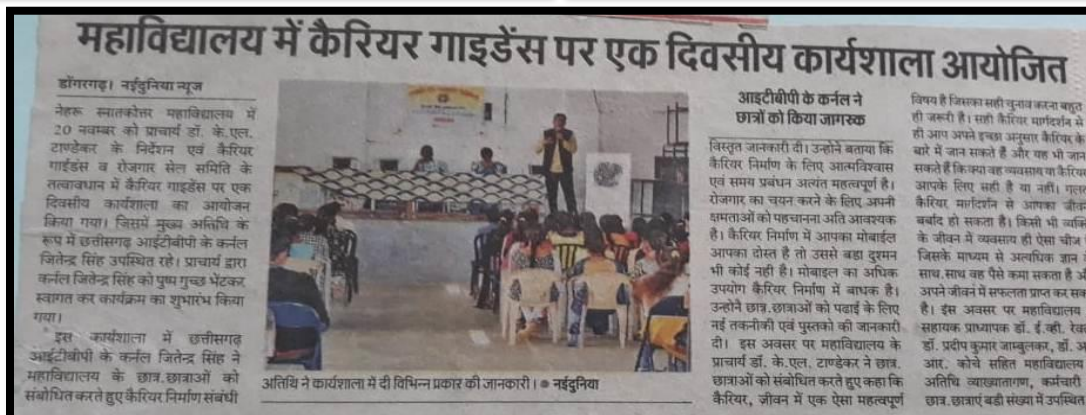 महाविद्यालय में कैरियर गाइडेंस पर एक दिवसीय कार्यशाला आयोजित
डोंगरगढ़। नईदुनिया न्यूज
नेहरू स्नातकोत्तर महाविद्यालय में
20 नवम्बर को प्राचार्य डॉ. के.एल.
टाण्डेकर के निर्देशन एवं कैरियर
गाईडंस व रोजगार सेल समिति के
तत्वावधान में कैरियर गाइडेंस पर एक
दिवसीय कार्यशाला का आयोजन
किया गया। जिसमें मुख्य अतिथि के
रूप में छत्तीसगढ़ आईटीबीपी के कर्नल
जितेन्द्र सिंह उपस्थित रहे। प्राचार्य द्वारा
कर्नल जितेन्द्र सिंह को पुष्प गुच्छ भेंटकर
स्वागत कर कार्यक्रम का शुभारंभ किया
गया।
इस कार्यशाला में छत्तीसगढ़
आईटीबीपी के कर्नल जितेन्द्र सिंह ने
महाविद्यालय के छात्र.छात्राओं को
संबोधित करते हुए कैरियर निर्माण संबंधी
अतिथि ने कार्यशाला में दी विभिन्न प्रकार की जानकारी। ● नईदुनिया
आइटीबीपी के कर्नल ने
छात्रों को किया जागरुक
विस्तृत जानकारी दी। उन्होने बताया कि
कैरियर निर्माण के लिए आत्मविश्वास
एवं समय प्रबंधन अत्यंत महत्वपूर्ण है।
रोजगार का चयन करने के लिए अपनी
क्षमताओं को पहचानना अति आवश्यक
है। कैरियर निर्माण में आपका मोबाईल
आपका दोस्त है तो उससे बडा दुश्मन
भी कोई नही है। मोबाईल का अधिक
उपयोग कैरियर निर्माण में बाधक है।
उन्होनेे छात्र.छात्राओं को पढाई के लिए
नई तकनीकी एवं पुस्तको की जानकारी
दी। इस अवसर पर महाविद्यालय के
प्राचार्य डॉ. के. एल. टाण्डेकर ने छात्र.
छात्राओं को संबोधित करते हुए कहा कि
कैरियर, जीवन में एक ऐसा महत्वपूर्ण
विषय है जिसका सही चुनाव करना बहुत
ही जरूरी है। सही कैरियर मार्गदर्शन से
ही आप अपने इच्छा अनुसार कैरियर के
बारे में जान सकते हैं और यह भी जान
सकते हैं कि क्या वह व्यवसाय या कैरियर
आपके लिए सही है या नहीं।
कैरियर मार्गदर्शन से आपका
बर्बाद हो सकता है। किसी भी
के जीवन में व्यवसाय ही ऐसा चीज
जिसके माध्यम से अत्यधिक ज्ञान
साथ.साथ वह पैसे कमा सकता है
अपने जीवन में सफलता प्राप्त कर
है। इस अवसर पर महाविद्यालय
सहायक प्राध्यापक डॉ. ई.व्ही.
डॉ. प्रदीप कुमार जाम्बुलकर, डॉ.
आर. कोचे सहित महाविद्यालय
अतिथि व्याख्यातागण, कर्मचारी
छात्र.छात्राएं बडी संख्या में उपस्थित